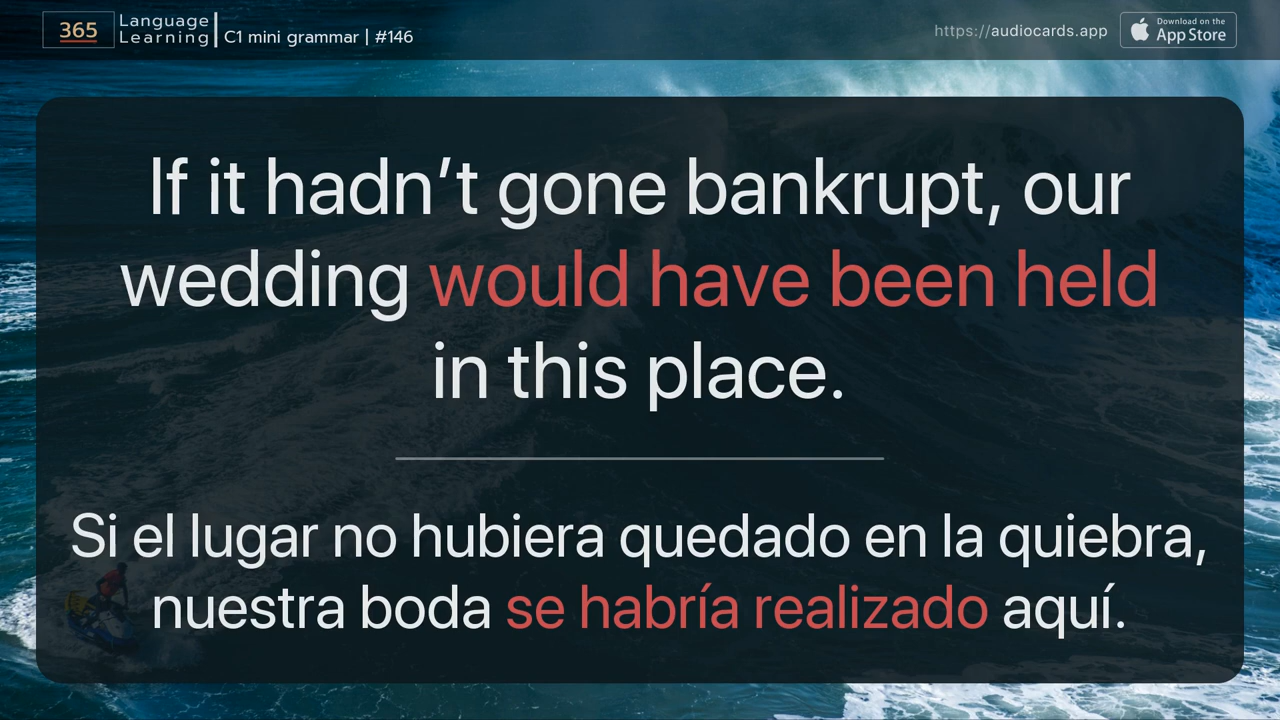 365
Language
Learning
C1 mini grammar | #146
https://audiocards.app
Download on the
App Store
If it hadn’t gone bankrupt, our
wedding would have been held
in this place.
Si el lugar no hubiera quedado en la quiebra,
nuestra boda se habría realizado aquí.